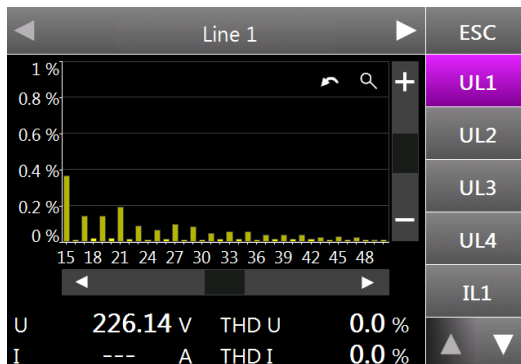 Line 1
ESC
UL1
UL2
UL3
UL4
IL1
1 %
0.8 %
0.6 %
0.4 %
0.2 %
0 %
15 18 21 24 27 30 33 36 39 42 45 48
+
−
U 226.14 V THD U 0.0 %
I --- A THD I 0.0 %